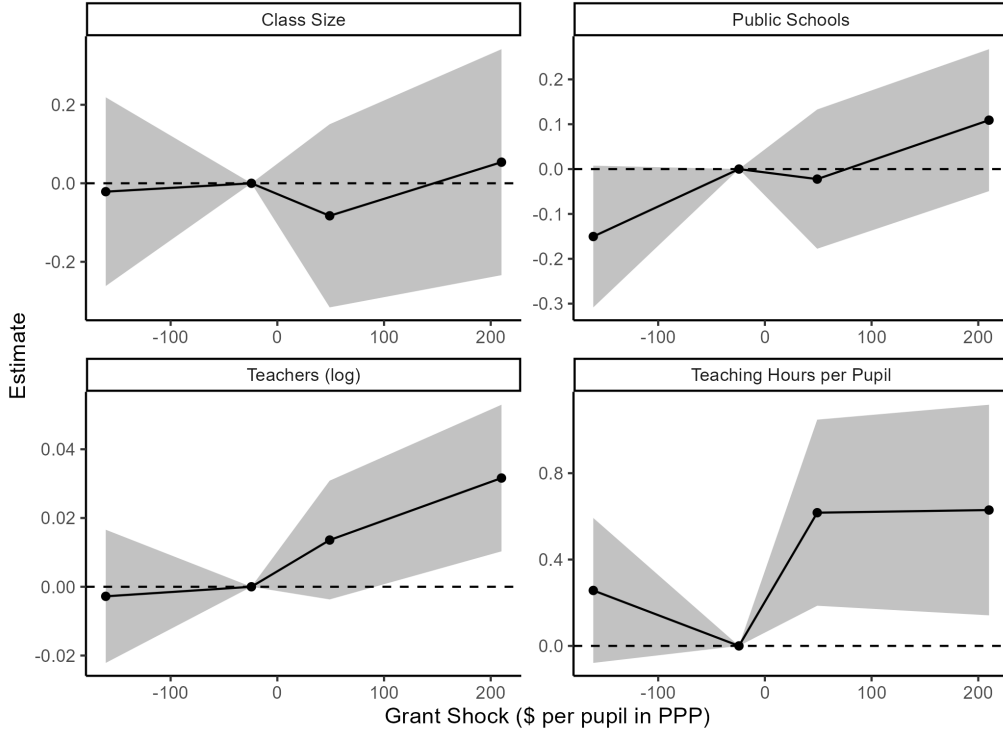 Class Size
Public Schools
0.2
0.0
-0.2
0.2
0.1
0.0
-0.1
-0.2
-0.3
-100 0 100 200
-100 0 100 200
Estimate
Teachers (log)
Teaching Hours per Pupil
0.04
0.02
0.00
-0.02
0.8
0.4
0.0
-100 0 100 200
-100 0 100 200
Grant Shock ($ per pupil in PPP)